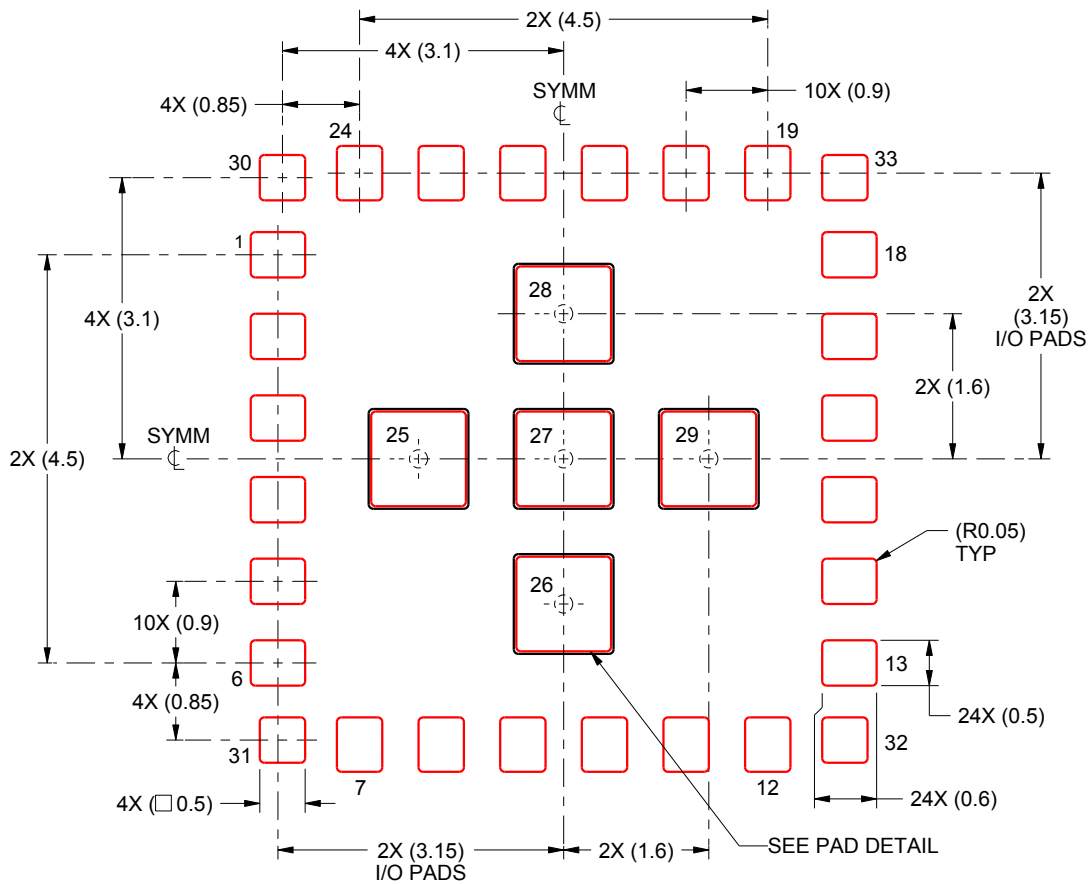 2X (4.5)
4X (3.1)
SYMM
4X (0.85)
10X (0.9)
24
19
30
33
1
18
28
2X
(3.15)
I/O PADS
4X (3.1)
2X (1.6)
25
27
29
SYMM
2X (4.5)
(R0.05)
TYP
26
10X (0.9)
6
13
4X (0.85)
24X (0.5)
31
32
7
12
4X (□ 0.5)
24X (0.6)
2X (3.15)
I/O PADS
2X (1.6)
SEE PAD DETAIL